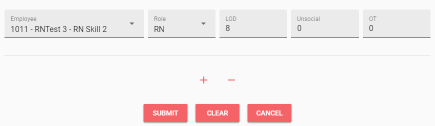 Employee Role LOD Unsocial OT
1011 - RNTest 3 - RN Skill 2 RN 8 0 0
+ −
SUBMIT CLEAR CANCEL